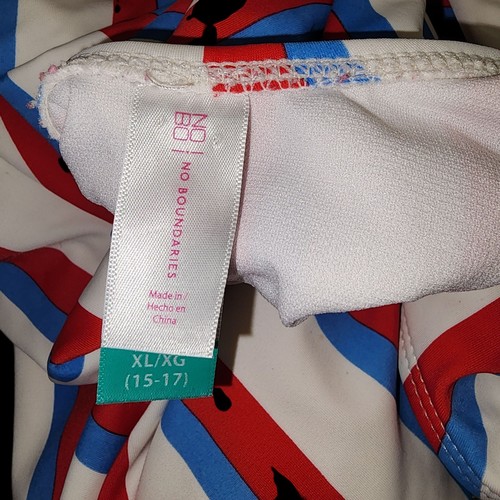 NO
BO
NO BOUNDARIES
Made in /
Hecho en
China
XL/XG
(15-17)